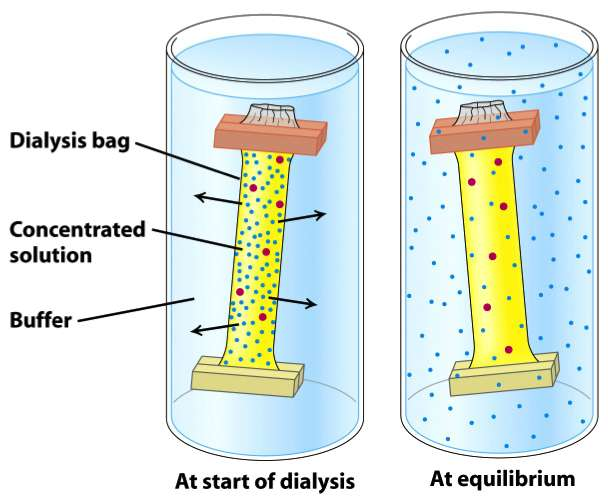 Dialysis bag
Concentrated
solution
Buffer
At start of dialysis
At equilibrium